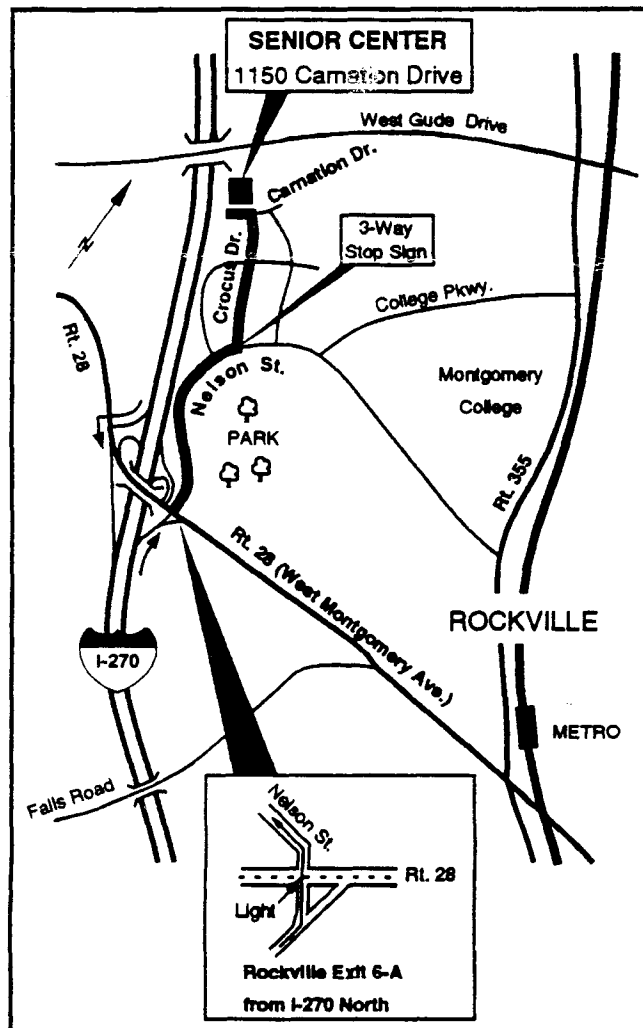 SENIOR CENTER
1150 Carnation Drive
West Gude Drive
Carnation Dr.
3-Way
Stop Sign
Crocus Dr.
College Pkwy.
N
Rt. 28
Nelson St.
Montgomery
College
PARK
Rt. 355
Rt. 28 (West Montgomery Ave.)
ROCKVILLE
I-270
METRO
Falls Road
Nelson St.
Rt. 28
Light
Rockville Exit 6-A
from I-270 North